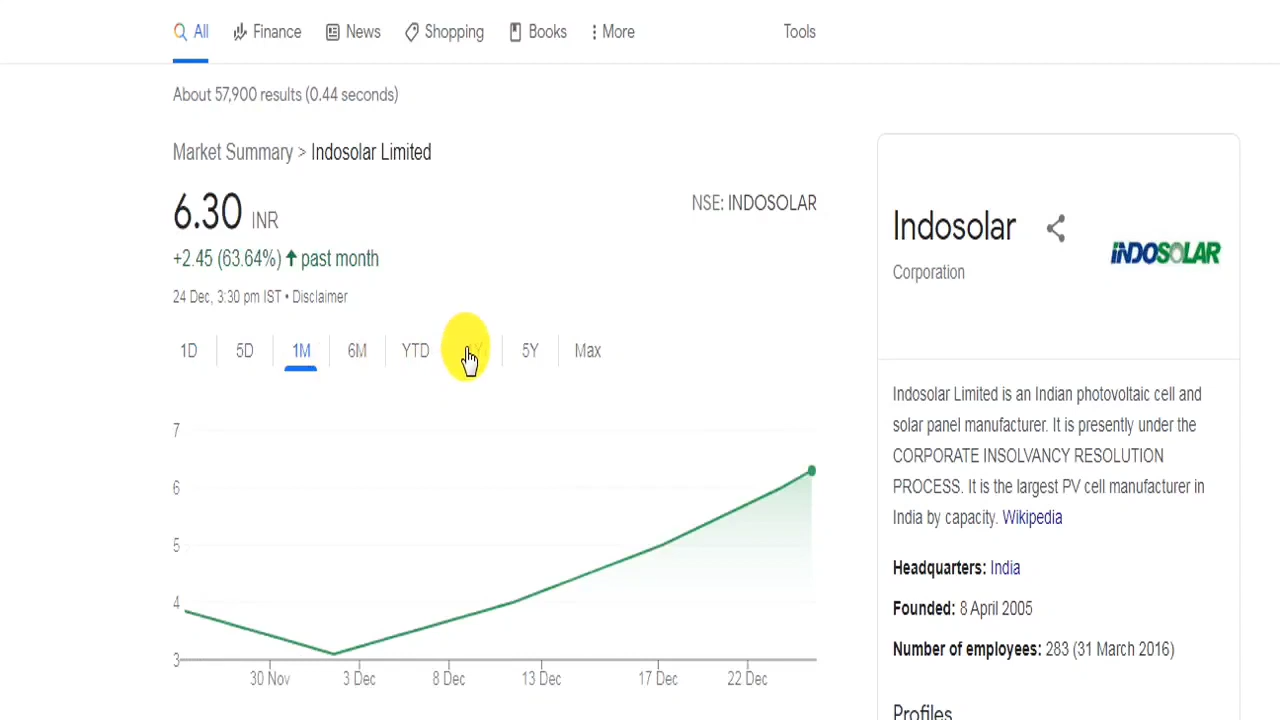 All Finance News Shopping Books More Tools
About 57,900 results (0.44 seconds)
Market Summary > Indosolar Limited
6.30 INR
NSE: INDOSOLAR
+2.45 (63.64%) ↑ past month
24 Dec, 3:30 pm IST • Disclaimer
1D 5D 1M 6M YTD 5Y Max
7
6
5
4
3
30 Nov 3 Dec 8 Dec 13 Dec 17 Dec 22 Dec
Indosolar
Corporation
INDOSOLAR
Indosolar Limited is an Indian photovoltaic cell and
solar panel manufacturer. It is presently under the
CORPORATE INSOLVANCY RESOLUTION
PROCESS. It is the largest PV cell manufacturer in
India by capacity. Wikipedia
Headquarters: India
Founded: 8 April 2005
Number of employees: 283 (31 March 2016)
Profiles